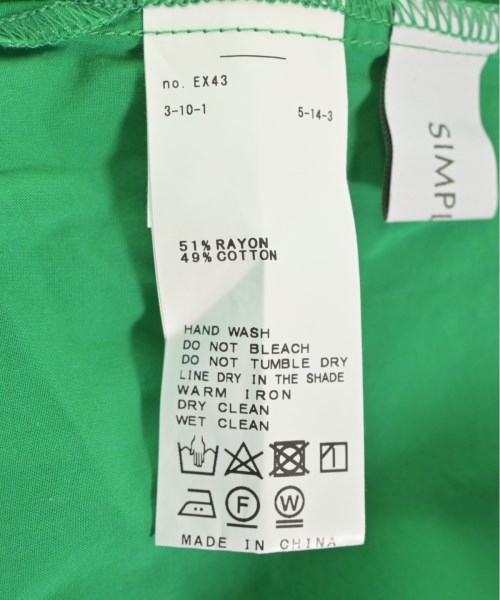 no. EX43
3-10-1 5-14-3
51% RAYON
49% COTTON
HAND WASH
DO NOT BLEACH
DO NOT TUMBLE DRY
LINE DRY IN THE SHADE
WARM IRON
DRY CLEAN
WET CLEAN
F W
MADE IN CHINA
SIMPL